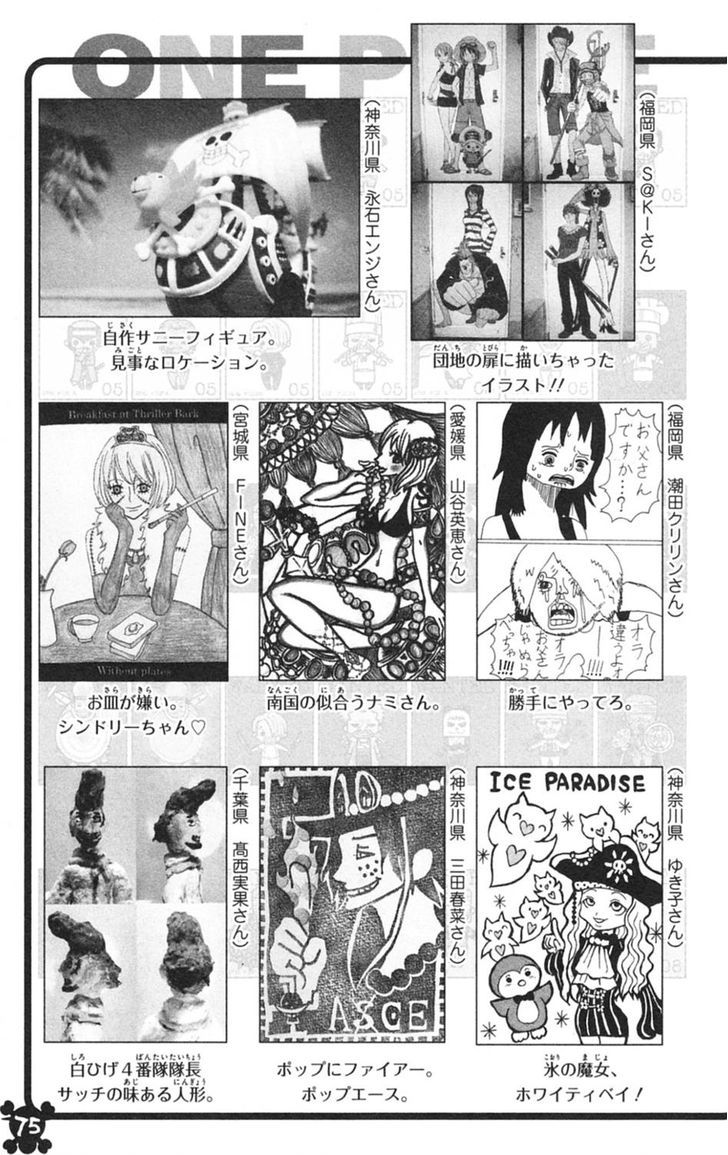 ONE P E
(福岡県 S@KIさん)
団地の扉に描いちゃった
イラスト!!
(神奈川県 永石エンジさん)
自作サニーフィギュア。
見事なロケーション。
(福岡県 潮田クリリンさん)
お父さん
ですか…?
違うよォ
オラ
オラ
お父さん
じゃねぇ
べっちゃ
!!!!
!!!!
勝手にやってろ。
(愛媛県 山谷英恵さん)
南国の似合うナミさん。
(宮城県 F-NEさん)
Breakfast at Thriller Bark
Without plates
お皿が嫌い。
シンドリーちゃん♡
(神奈川県 ゆき子さん)
ICE PARADISE
氷の魔女、
ホワイティベイ!
(神奈川県 三田春菜さん)
ASCE
ポップにファイアー。
ポップエース。
(千葉県 髙西実果さん)
白ひげ4番隊隊長
サッチの味ある人形。
75